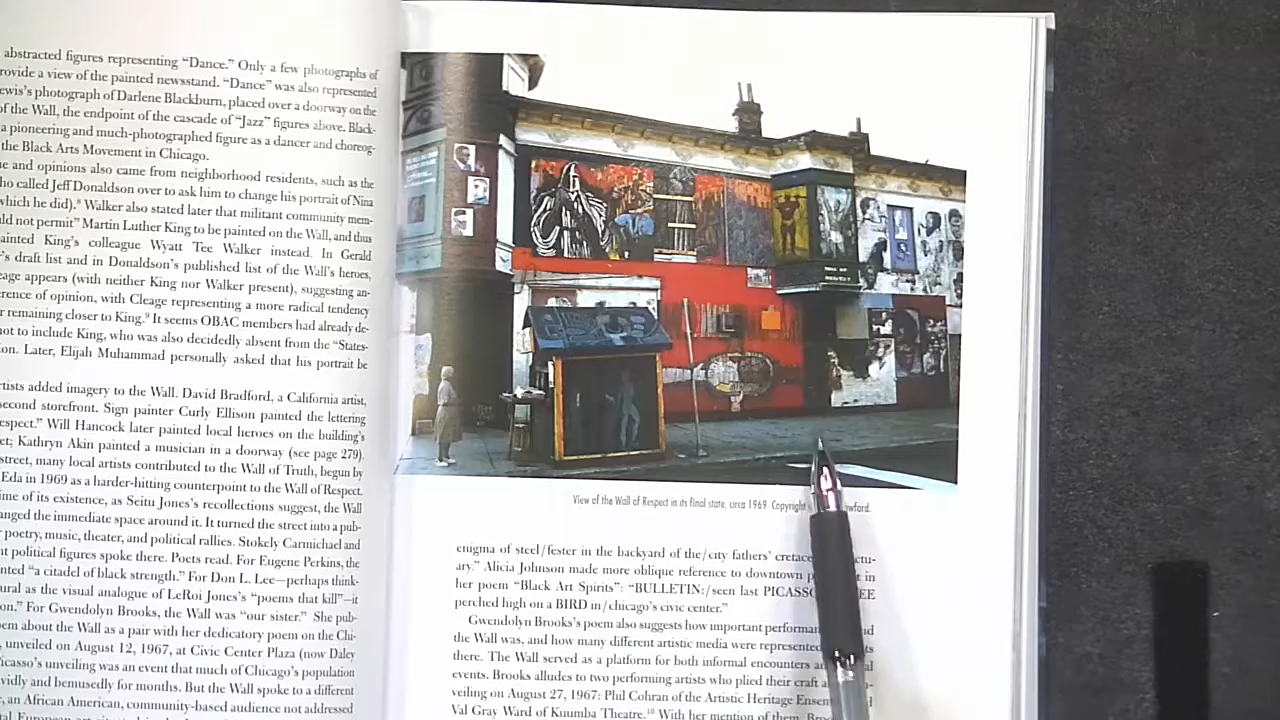 abstracted figures representing “Dance.” Only a few photographs of
rovide a view of the painted newsstand. “Dance” was also represented
ewis’s photograph of Darlene Blackburn, placed over a doorway on the
of the Wall, the endpoint of the cascade of “Jazz” figures above. Black-
a pioneering and much-photographed figure as a dancer and choreog-
the Black Arts Movement in Chicago.
e and opinions also came from neighborhood residents, such as the
ho called Jeff Donaldson over to ask him to change his portrait of Nina
which he did).⁸ Walker also stated later that militant community mem-
ld not permit” Martin Luther King to be painted on the Wall, and thus
ainted King’s colleague Wyatt Tee Walker instead. In Gerald
’s draft list and in Donaldson’s published list of the Wall’s heroes,
eage appears (with neither King nor Walker present), suggesting an-
erence of opinion, with Cleage representing a more radical tendency
r remaining closer to King.⁹ It seems OBAC members had already de-
not to include King, who was also decidedly absent from the “States-
on. Later, Elijah Muhammad personally asked that his portrait be
rtists added imagery to the Wall. David Bradford, a California artist,
second storefront. Sign painter Curly Ellison painted the lettering
espect.” Will Hancock later painted local heroes on the building’s
et; Kathryn Akin painted a musician in a doorway (see page 279).
street, many local artists contributed to the Wall of Truth, begun by
Eda in 1969 as a harder-hitting counterpoint to the Wall of Respect.
ime of its existence, as Seitu Jones’s recollections suggest, the Wall
anged the immediate space around it. It turned the street into a pub-
poetry, music, theater, and political rallies. Stokely Carmichael and
nt political figures spoke there. Poets read. For Eugene Perkins, the
nted “a citadel of black strength.” For Don L. Lee—perhaps think-
ural as the visual analogue of LeRoi Jones’s “poems that kill”—it
on.” For Gwendolyn Brooks, the Wall was “our sister.” She pub-
em about the Wall as a pair with her dedicatory poem on the Chi-
, unveiled on August 12, 1967, at Civic Center Plaza (now Daley
Picasso’s unveiling was an event that much of Chicago’s population
vidly and bemusedly for months. But the Wall spoke to a different
r, an African American, community-based audience not addressed
View of the Wall of Respect in its final state, circa 1969. Copyright wford.
enigma of steel/fester in the backyard of the/city fathers’ cretace ctu-
ary.” Alicia Johnson made more oblique reference to downtown p t in
her poem “Black Art Spirits”: “BULLETIN:/seen last PICASSO EE
perched high on a BIRD in/chicago’s civic center.”
Gwendolyn Brooks’s poem also suggests how important performan d
the Wall was, and how many different artistic media were represented ts
there. The Wall served as a platform for both informal encounters an al
events. Brooks alludes to two performing artists who plied their craft a -
veiling on August 27, 1967: Phil Cohran of the Artistic Heritage Ensem
Val Gray Ward of Kuumba Theatre.¹⁰ With her mention of them, Bro